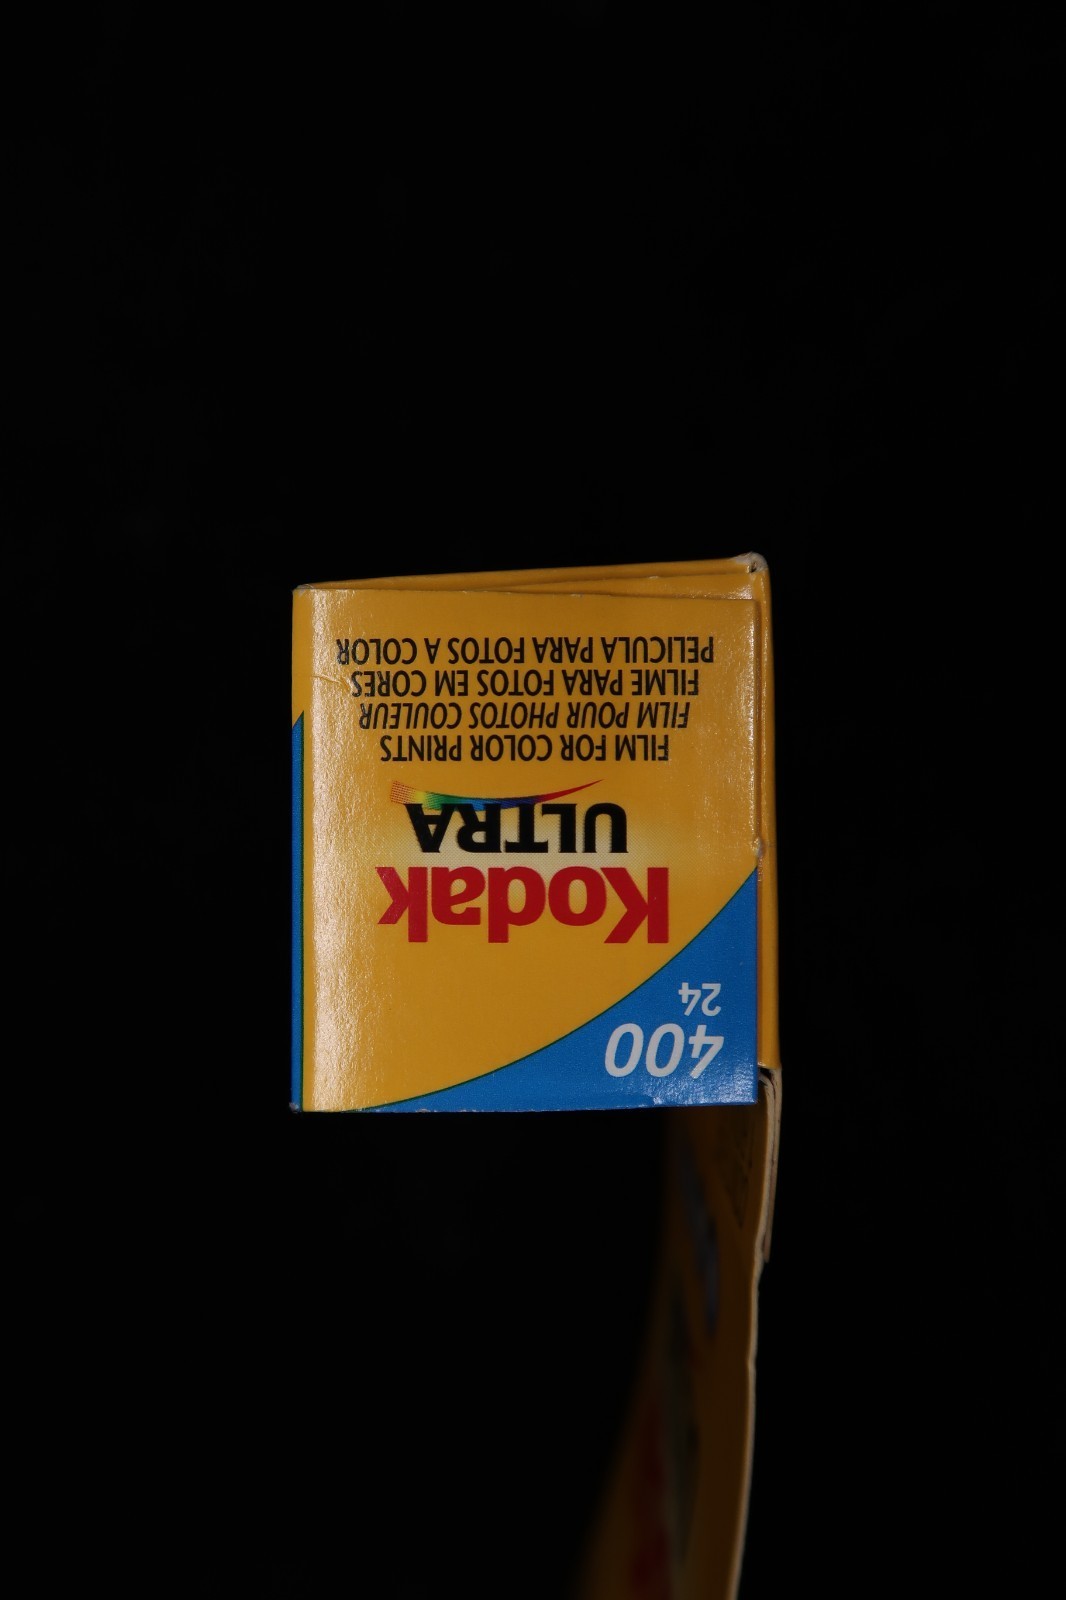 400
24
Kodak
ULTRA
FILM FOR COLOR PRINTS
FILM POUR PHOTOS COULEUR
FILME PARA FOTOS EM CORES
PELICULA PARA FOTOS A COLOR